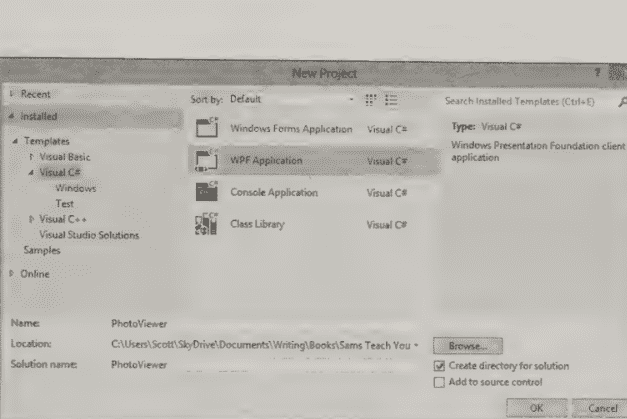 New Project
?
Recent
Installed
Templates
Visual Basic
Visual C#
Windows
Test
Visual C++
Visual Studio Solutions
Samples
Online
Sort by: Default
Windows Forms Application Visual C#
WPF Application Visual C#
Console Application Visual C#
Class Library Visual C#
Search Installed Templates (Ctrl+E)
Type: Visual C#
Windows Presentation Foundation client
application
Name: PhotoViewer
Location: C:\Users\Scott\SkyDrive\Documents\Writing\Books\Sams Teach You Browse...
Solution name: PhotoViewer
Create directory for solution
Add to source control
OK Cancel